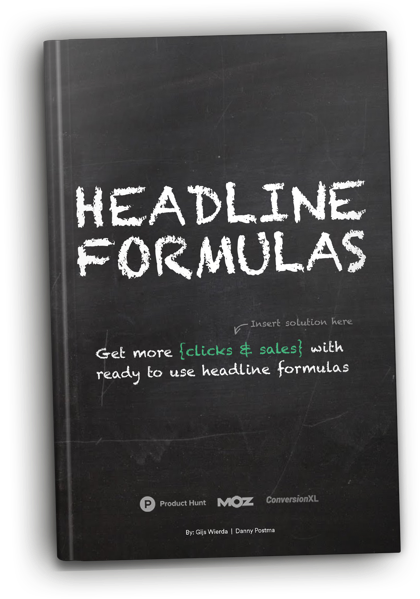 HEADLINE
FORMULAS
Insert solution here
Get more {clicks & sales} with
ready to use headline formulas
P Product Hunt MOZ ConversionXL
By: Gijs Wierda | Danny Postma